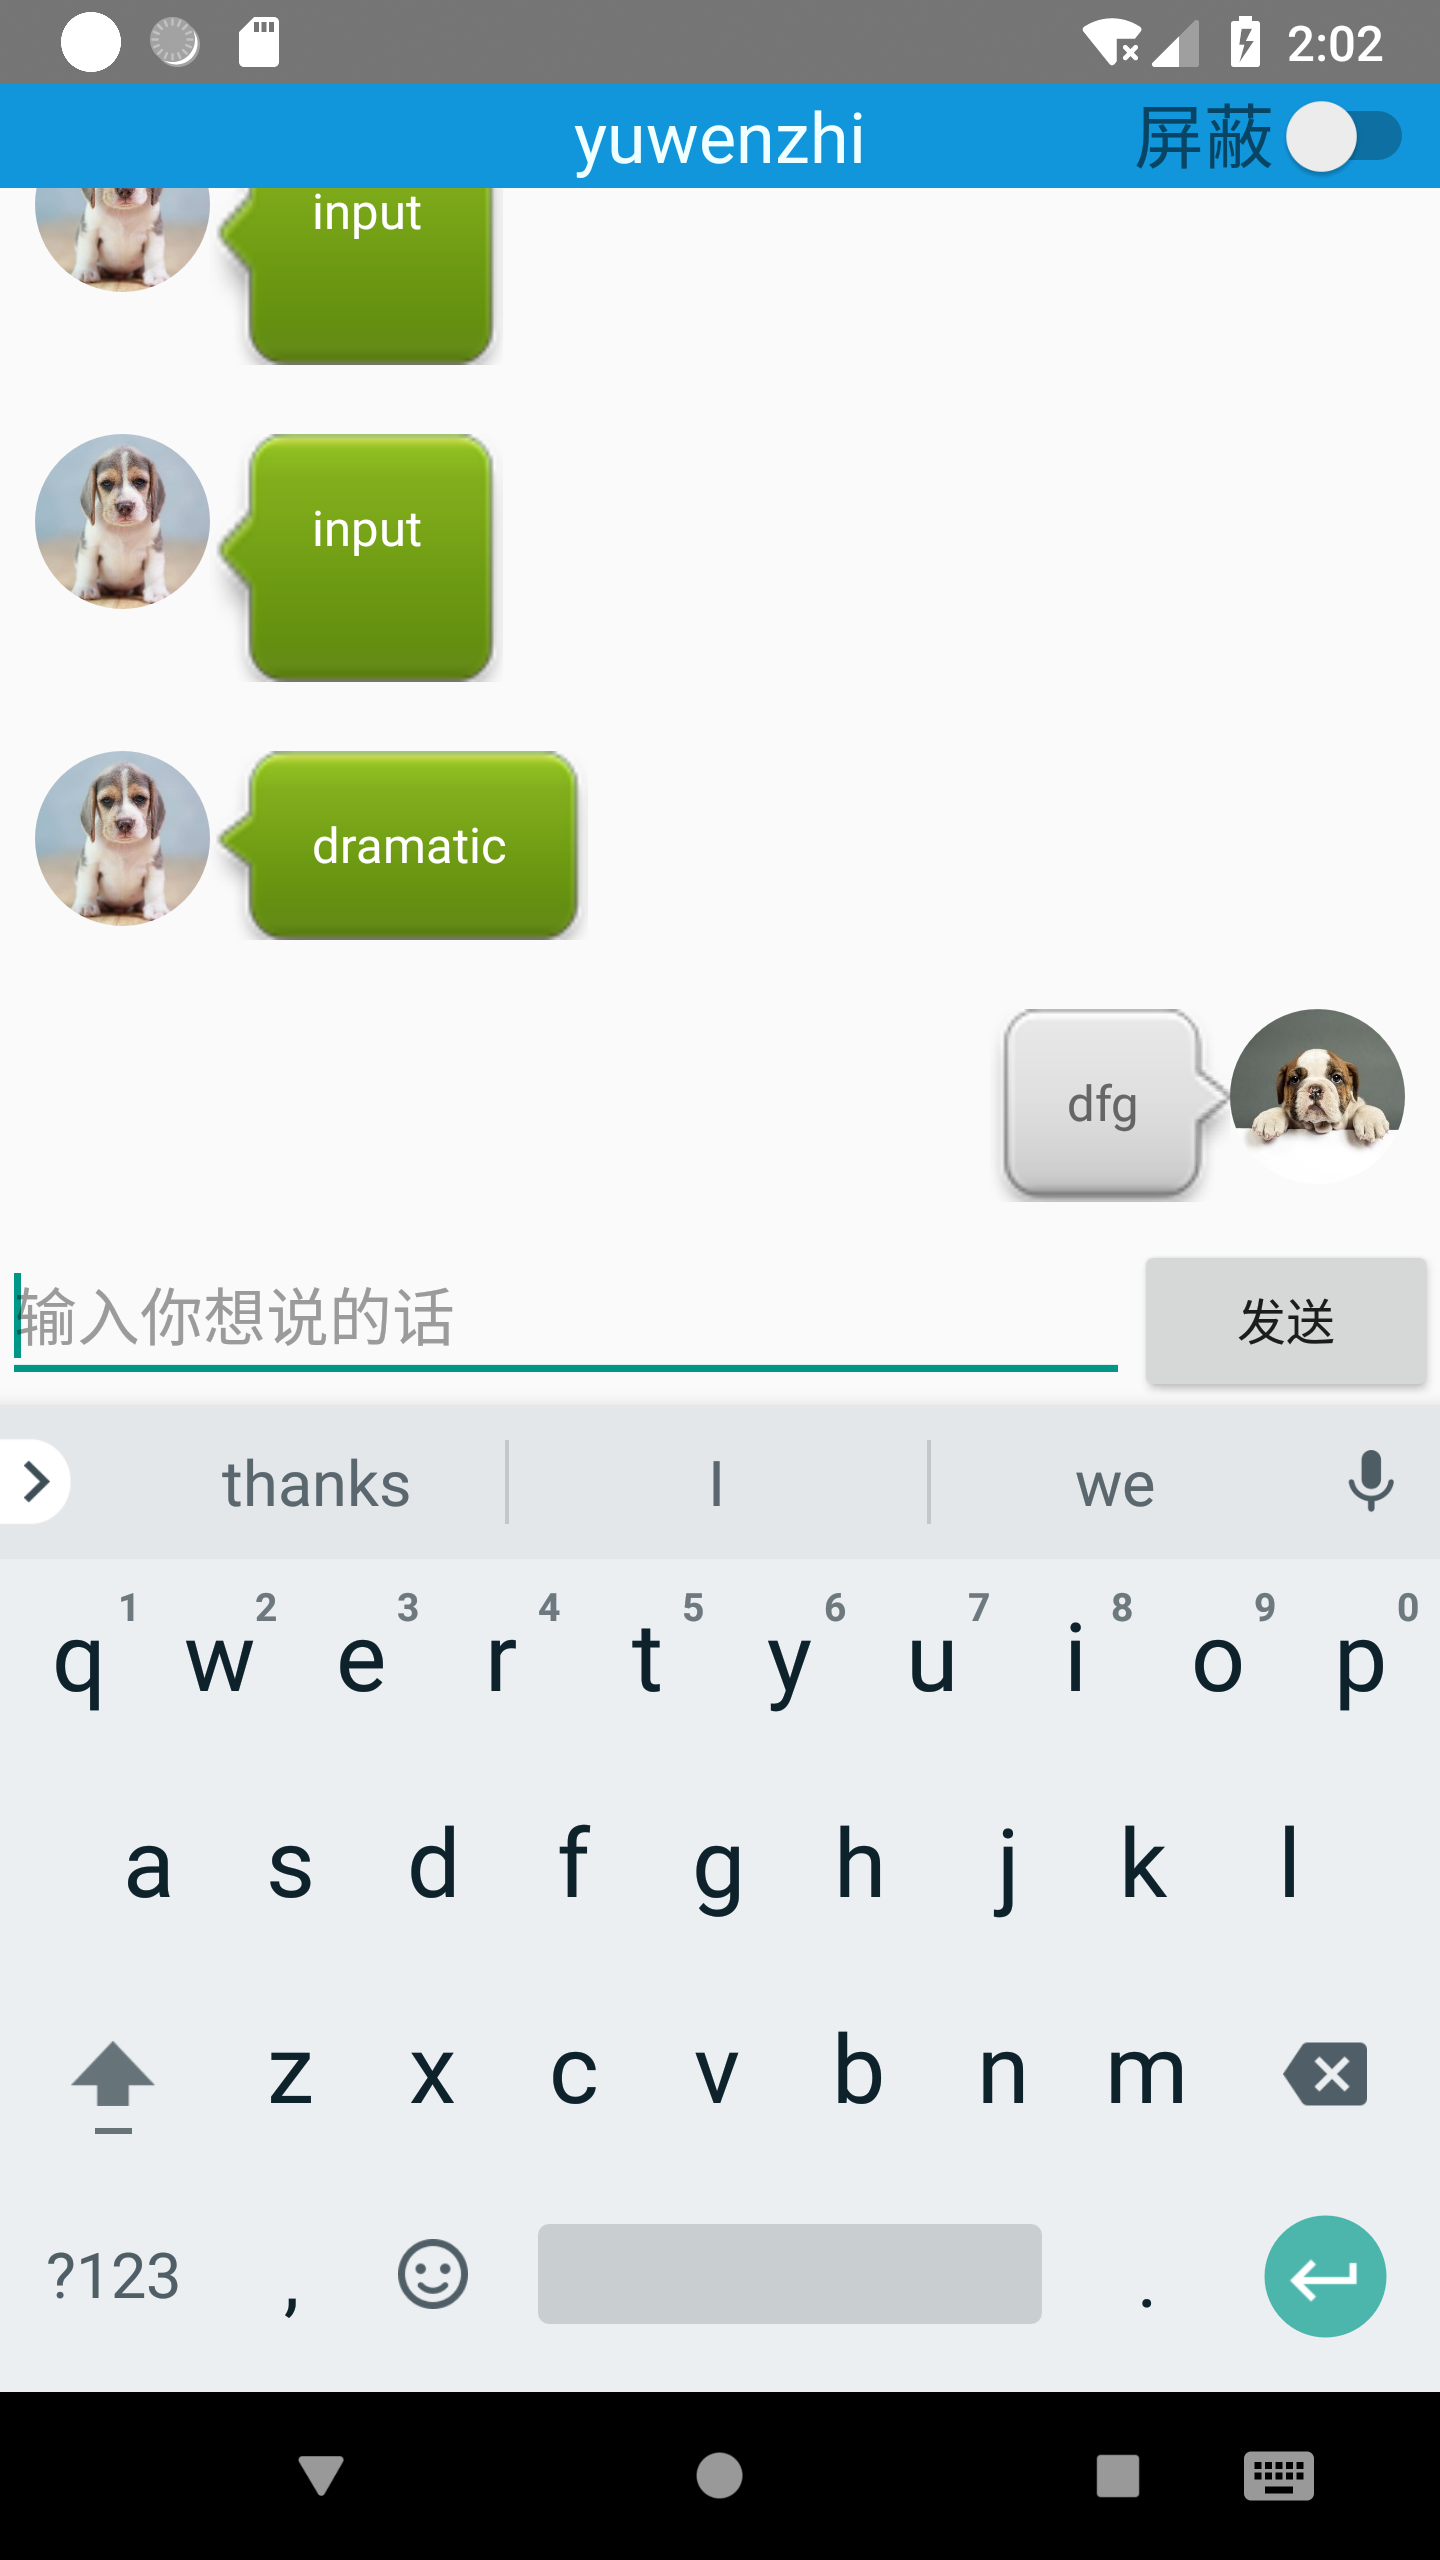 2:02
yuwenzhi 屏蔽
input
input
dramatic
dfg
输入你想说的话 发送
thanks I we
1 2 3 4 5 6 7 8 9 0
q w e r t y u i o p
a s d f g h j k l
z x c v b n m
?123 , .